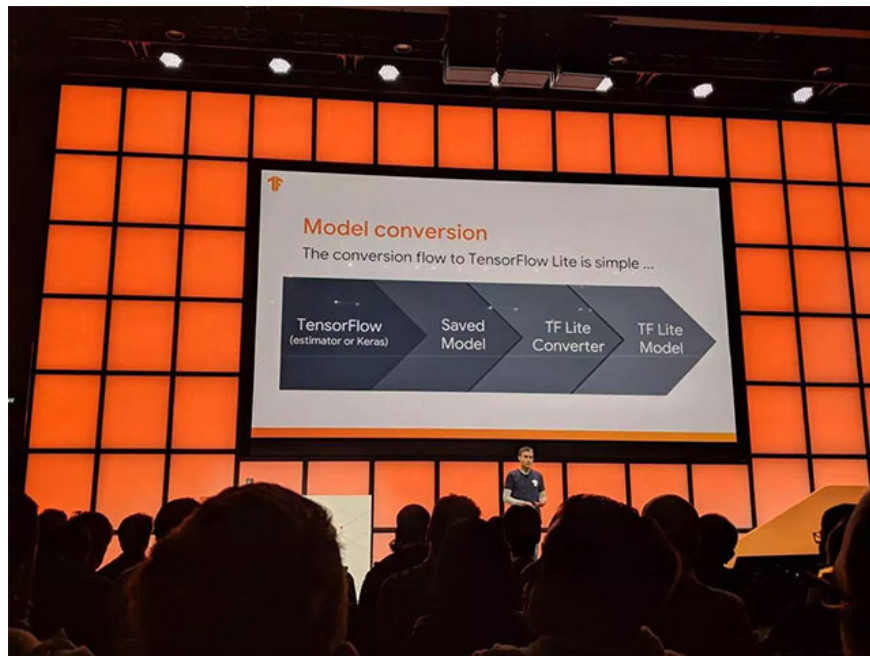 Model conversion
The conversion flow to TensorFlow Lite is simple ...
TensorFlow
(estimator or Keras)
Saved
Model
TF Lite
Converter
TF Lite
Model